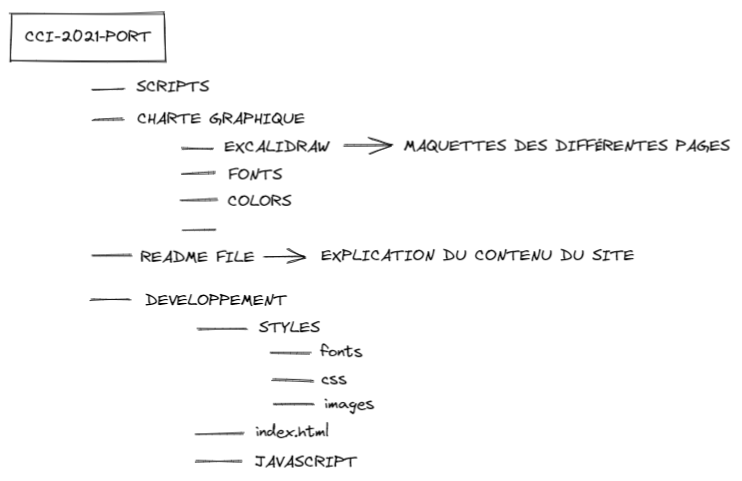 CCI-2021-PORT
SCRIPTS
CHARTE GRAPHIQUE
EXCALIDRAW MAQUETTES DES DIFFÉRENTES PAGES
FONTS
COLORS
README FILE EXPLICATION DU CONTENU DU SITE
DEVELOPPEMENT
STYLES
fonts
css
images
index.html
JAVASCRIPT